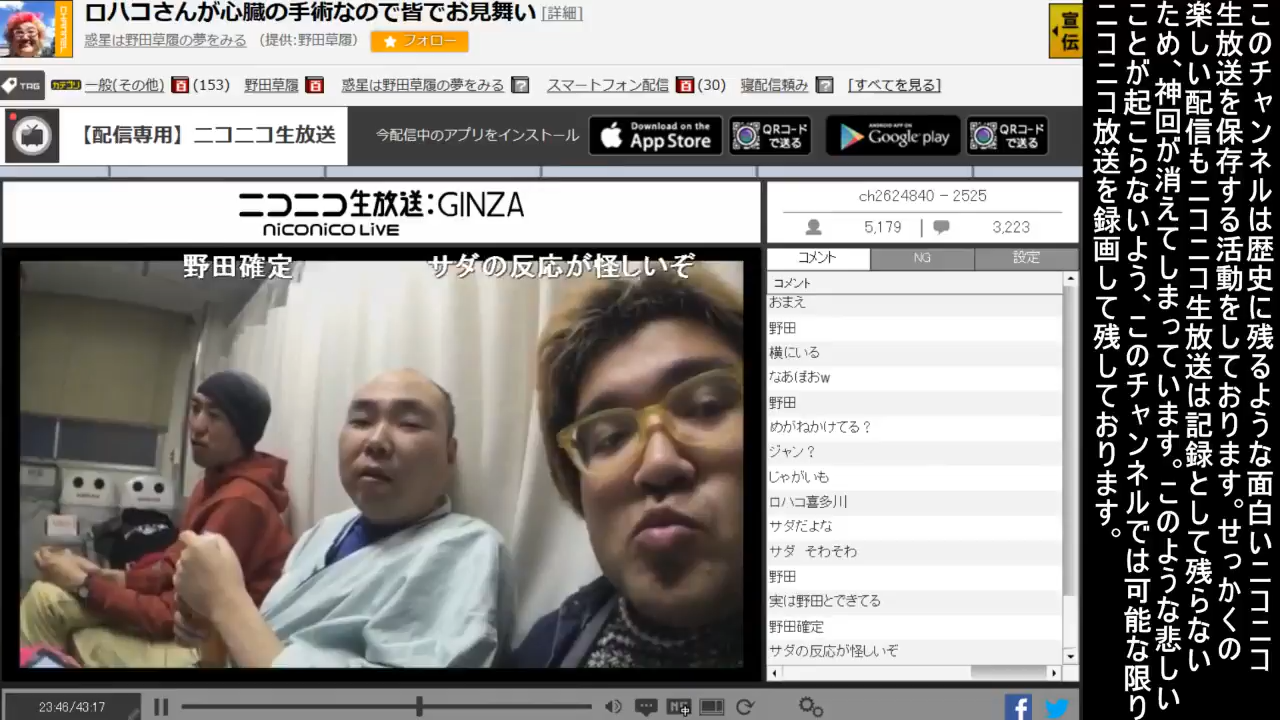 ロハコさんが心臓の手術なので皆でお見舞い [詳細]
惑星は野田草履の夢をみる (提供:野田草履) ★ フォロー
宣伝
CHANNEL
TAG カテゴリ 一般(その他) (153) 野田草履 惑星は野田草履の夢をみる ? スマートフォン配信 (30) 寝配信頼み ? [すべてを見る]
【配信専用】ニコニコ生放送
今配信中のアプリをインストール
Download on the App Store
QRコードで送る
ANDROID APP ON Google play
QRコードで送る
ニコニコ生放送:GINZA
niconico Live
ch2624840 - 2525
5,179 | 3,223
コメント NG 設定
コメント
おまえ
野田
横にいる
なあぽおw
野田
めがねかけてる?
ジャン?
じゃがいも
ロハコ喜多川
サダだよな
サダ そわそわ
野田
実は野田とできてる
野田確定
サダの反応が怪しいぞ
野田確定
サダの反応が怪しいぞ
23:46/43:17
このチャンネルは歴史に残るような面白いニコニコ
生放送を保存する活動をしております。せっかくの
楽しい配信もニコニコ生放送は記録として残らない
ため、神回が消えてしまっています。このような悲しい
ことが起こらないよう、このチャンネルでは可能な限り
ニコニコ放送を録画して残しております。